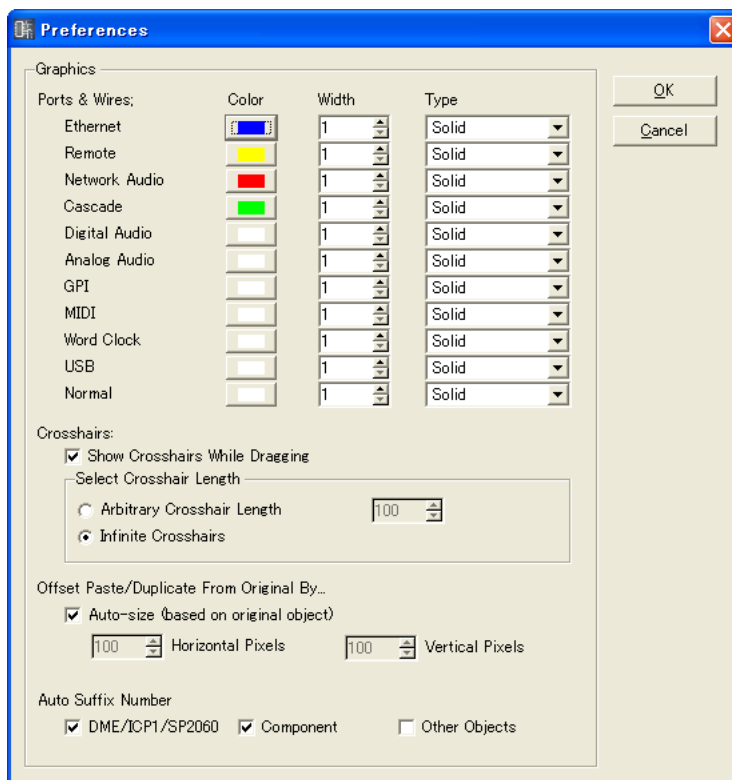 Preferences
Graphics
OK
Cancel
Ports & Wires; Color Width Type
Ethernet 1 Solid
Remote 1 Solid
Network Audio 1 Solid
Cascade 1 Solid
Digital Audio 1 Solid
Analog Audio 1 Solid
GPI 1 Solid
MIDI 1 Solid
Word Clock 1 Solid
USB 1 Solid
Normal 1 Solid
Crosshairs:
Show Crosshairs While Dragging
Select Crosshair Length
Arbitrary Crosshair Length 100
Infinite Crosshairs
Offset Paste/Duplicate From Original By...
Auto-size (based on original object)
100 Horizontal Pixels 100 Vertical Pixels
Auto Suffix Number
DME/ICP1/SP2060 Component Other Objects